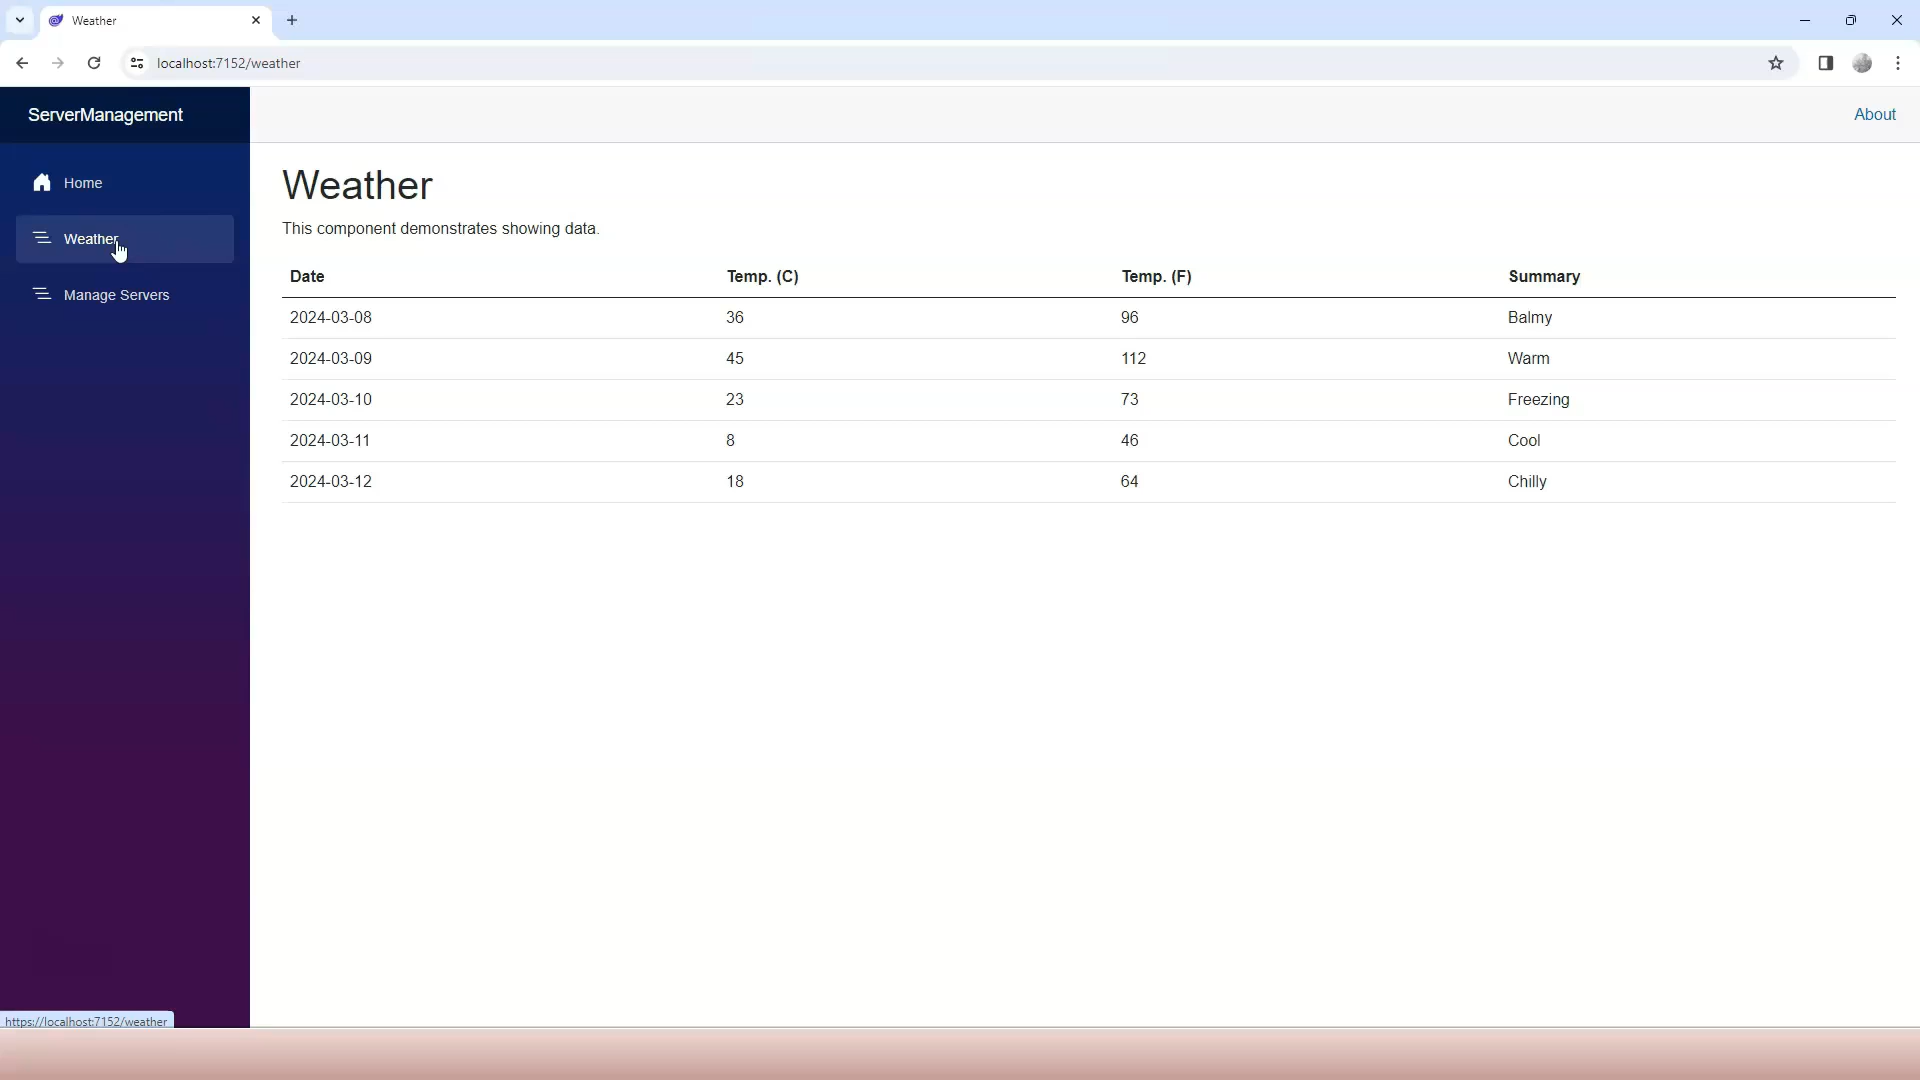 Weather
localhost:7152/weather
ServerManagement
About
Home
Weather
Manage Servers
Weather
This component demonstrates showing data.
Date Temp. (C) Temp. (F) Summary
2024-03-08 36 96 Balmy
2024-03-09 45 112 Warm
2024-03-10 23 73 Freezing
2024-03-11 8 46 Cool
2024-03-12 18 64 Chilly
https://localhost:7152/weather